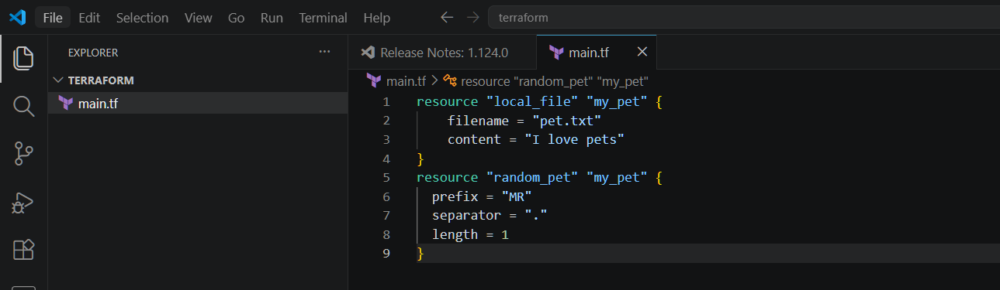 File Edit Selection View Go Run Terminal Help terraform
EXPLORER ...
Release Notes: 1.124.0 main.tf
TERRAFORM
main.tf
main.tf > resource "random_pet" "my_pet"
1 resource "local_file" "my_pet" {
2     filename = "pet.txt"
3     content = "I love pets"
4 }
5 resource "random_pet" "my_pet" {
6   prefix = "MR"
7   separator = "."
8   length = 1
9 }